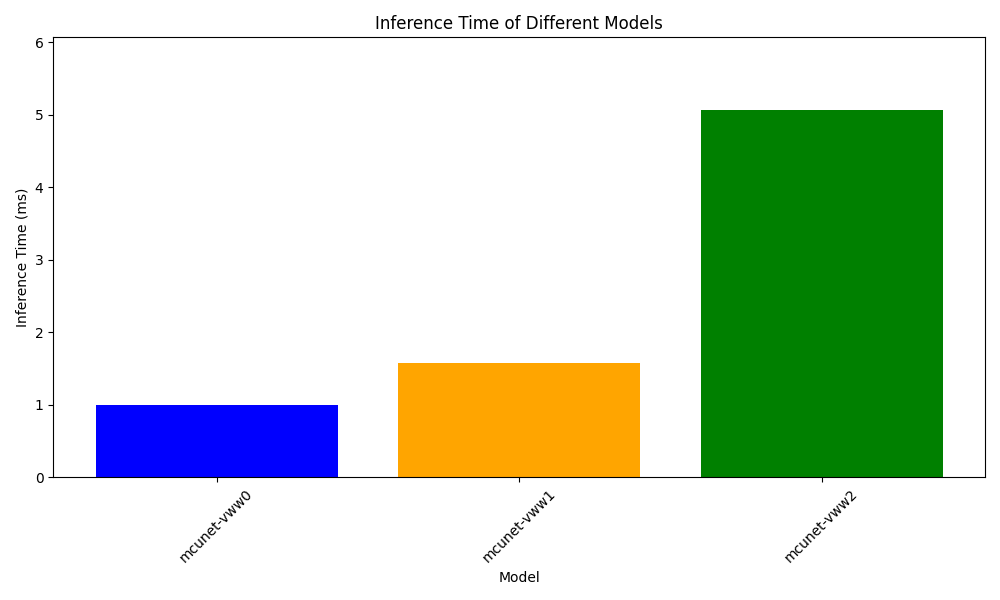 Inference Time of Different Models
Inference Time (ms)
6
5
4
3
2
1
0
mcunet-vww0
mcunet-vww1
mcunet-vww2
Model